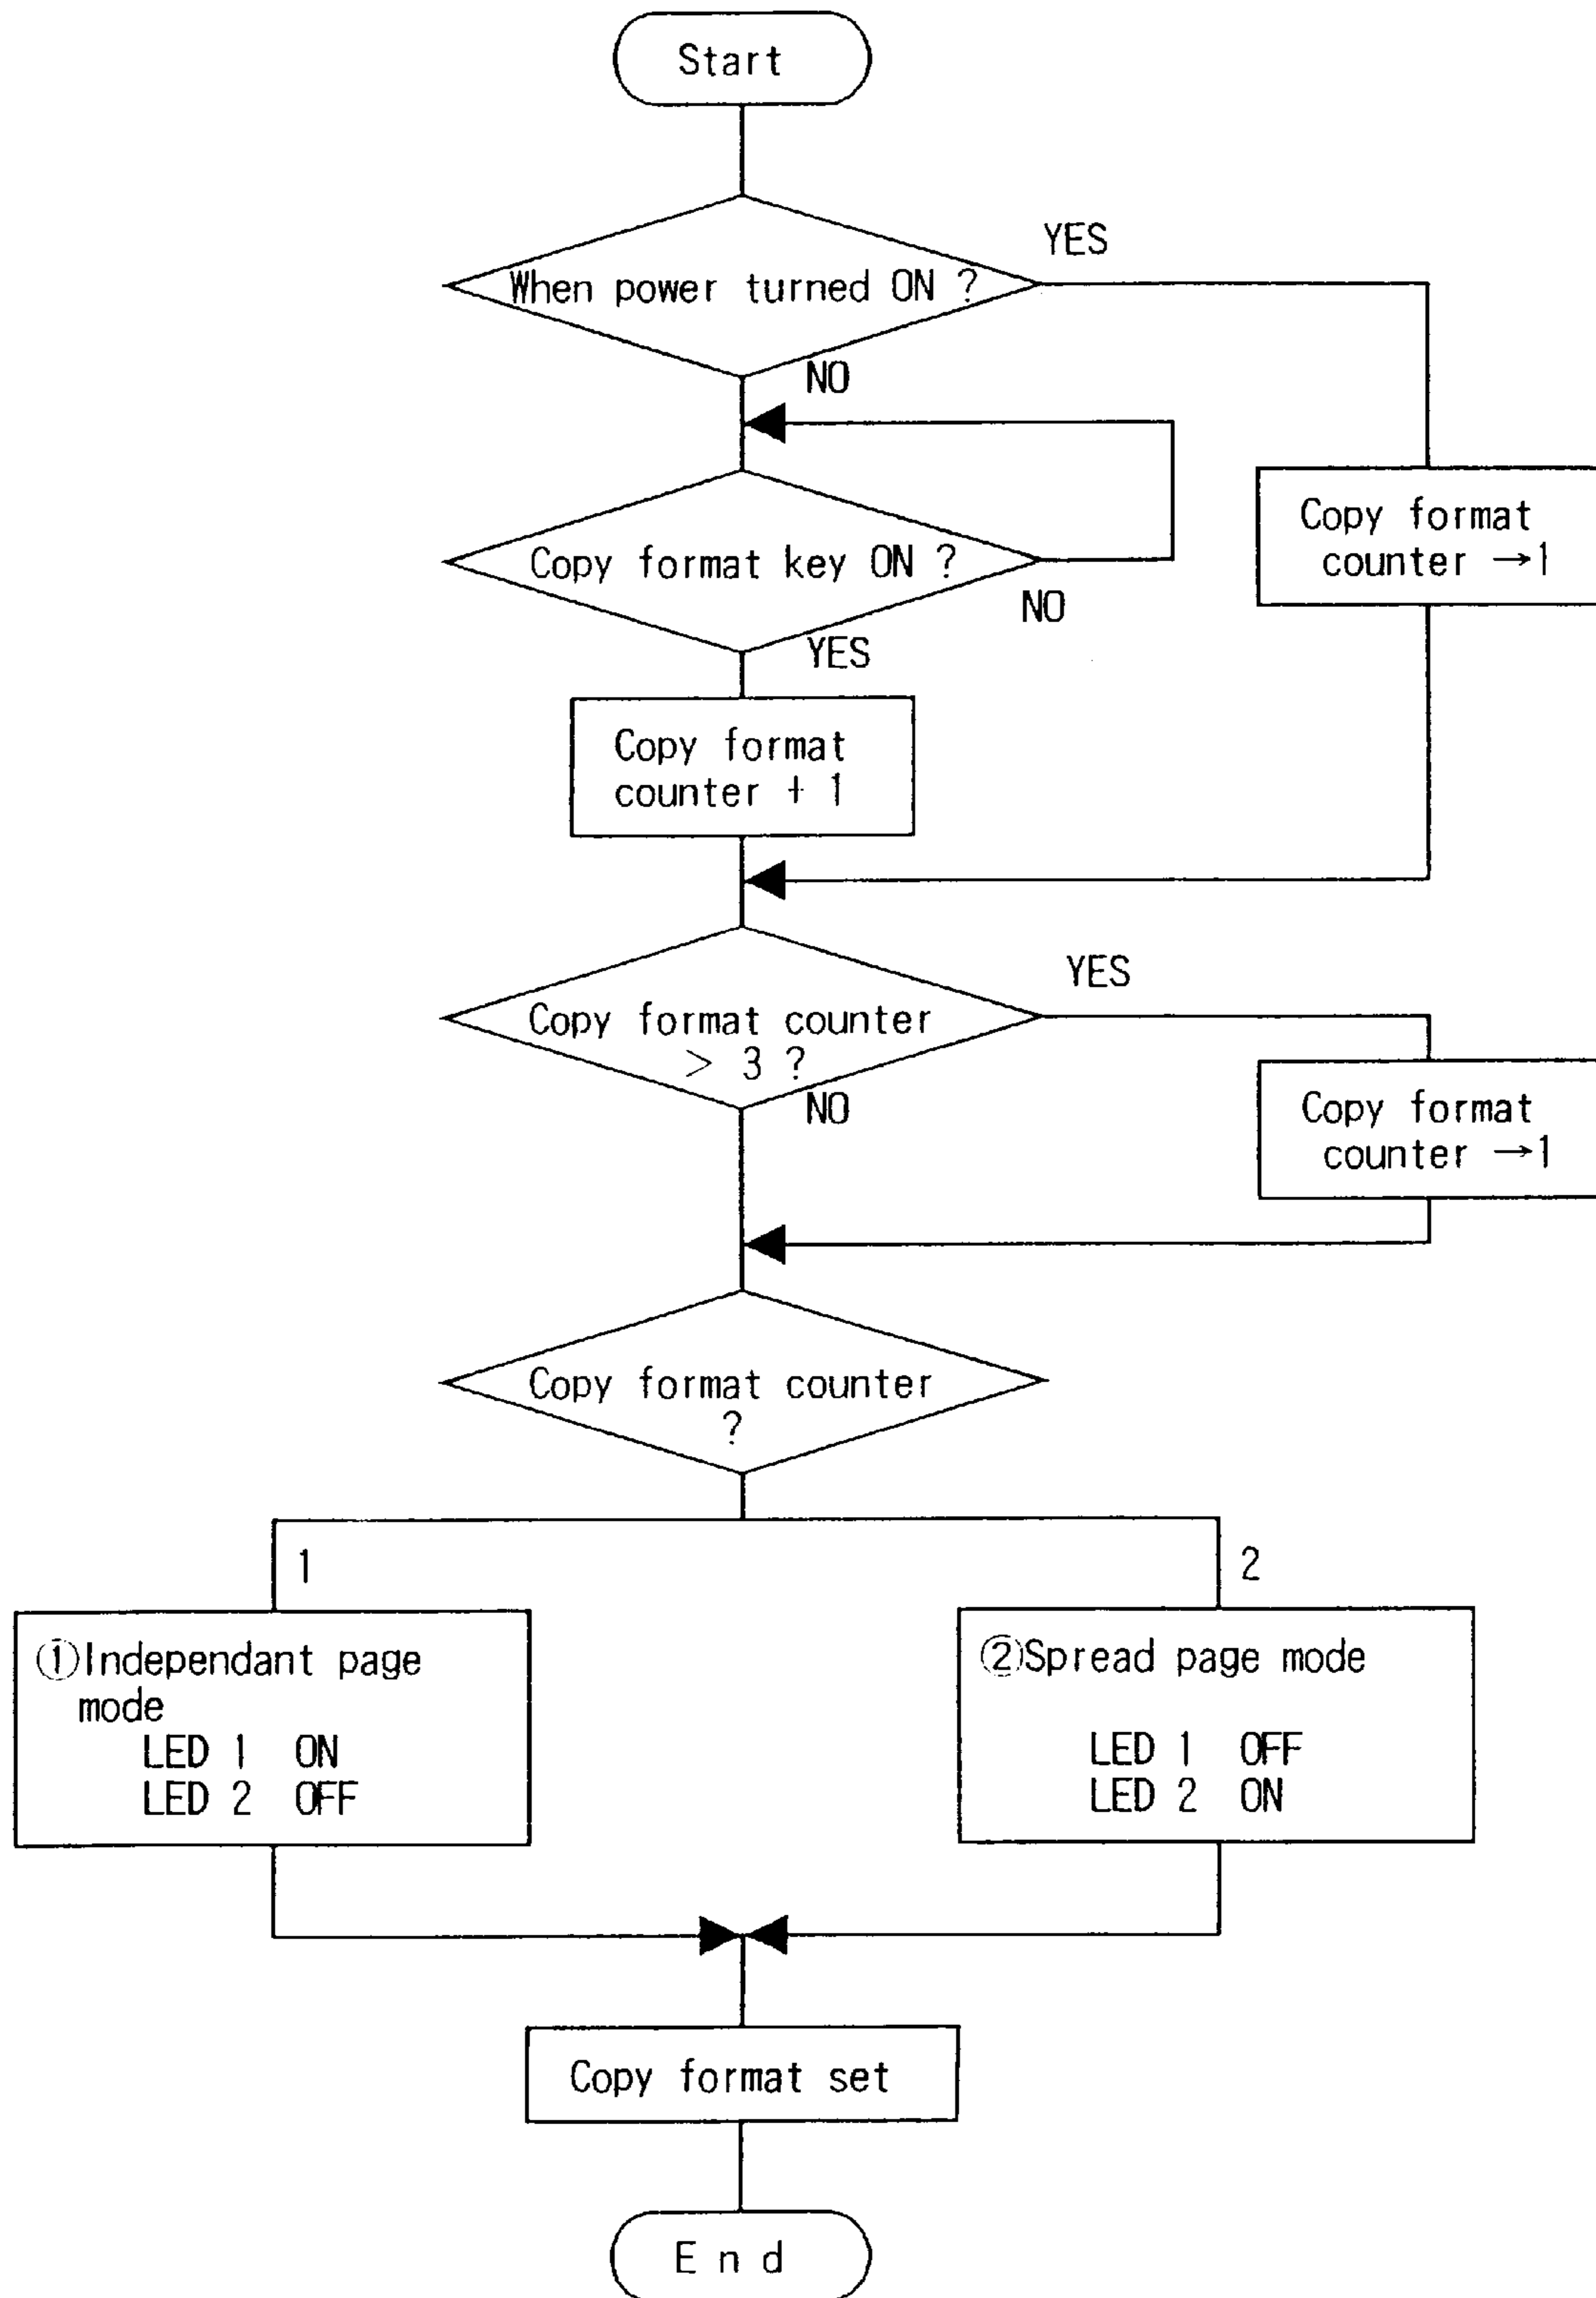 Start
When power turned ON ?
YES
NO
Copy format key ON ?
NO
YES
Copy format
counter →1
Copy format
counter + 1
Copy format counter
> 3 ?
YES
NO
Copy format
counter →1
Copy format counter
?
1
2
①Independant page
mode
LED 1 ON
LED 2 OFF
②Spread page mode
LED 1 OFF
LED 2 ON
Copy format set
E n d